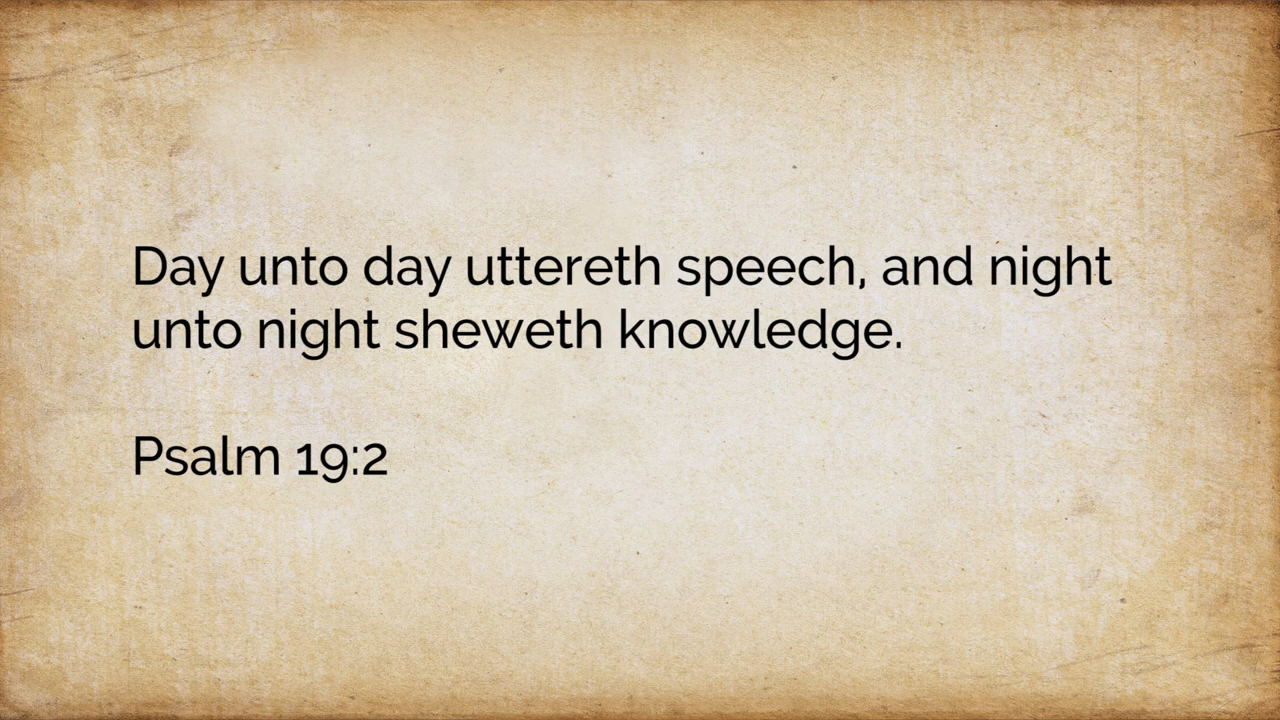 Day unto day uttereth speech, and night
unto night sheweth knowledge.
Psalm 19:2